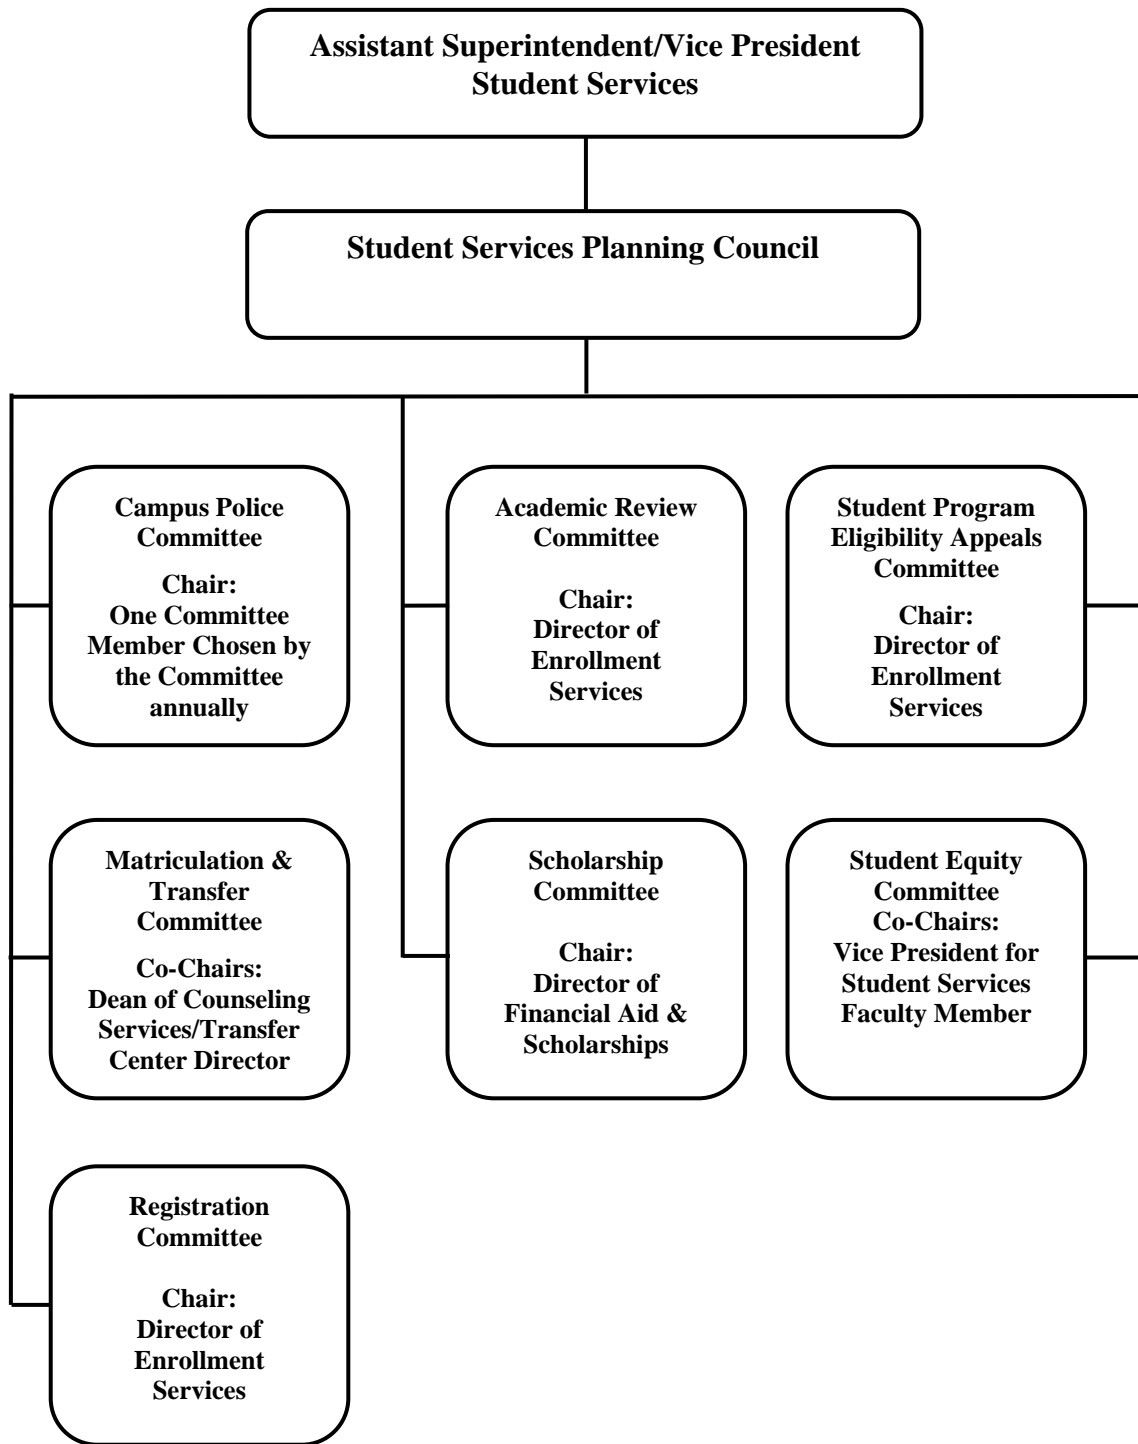 Assistant Superintendent/Vice President
Student Services
Student Services Planning Council
Campus Police
Committee
Chair:
One Committee
Member Chosen by
the Committee
annually
Academic Review
Committee
Chair:
Director of
Enrollment
Services
Student Program
Eligibility Appeals
Committee
Chair:
Director of
Enrollment
Services
Matriculation &
Transfer
Committee
Co-Chairs:
Dean of Counseling
Services/Transfer
Center Director
Scholarship
Committee
Chair:
Director of
Financial Aid &
Scholarships
Student Equity
Committee
Co-Chairs:
Vice President for
Student Services
Faculty Member
Registration
Committee
Chair:
Director of
Enrollment
Services